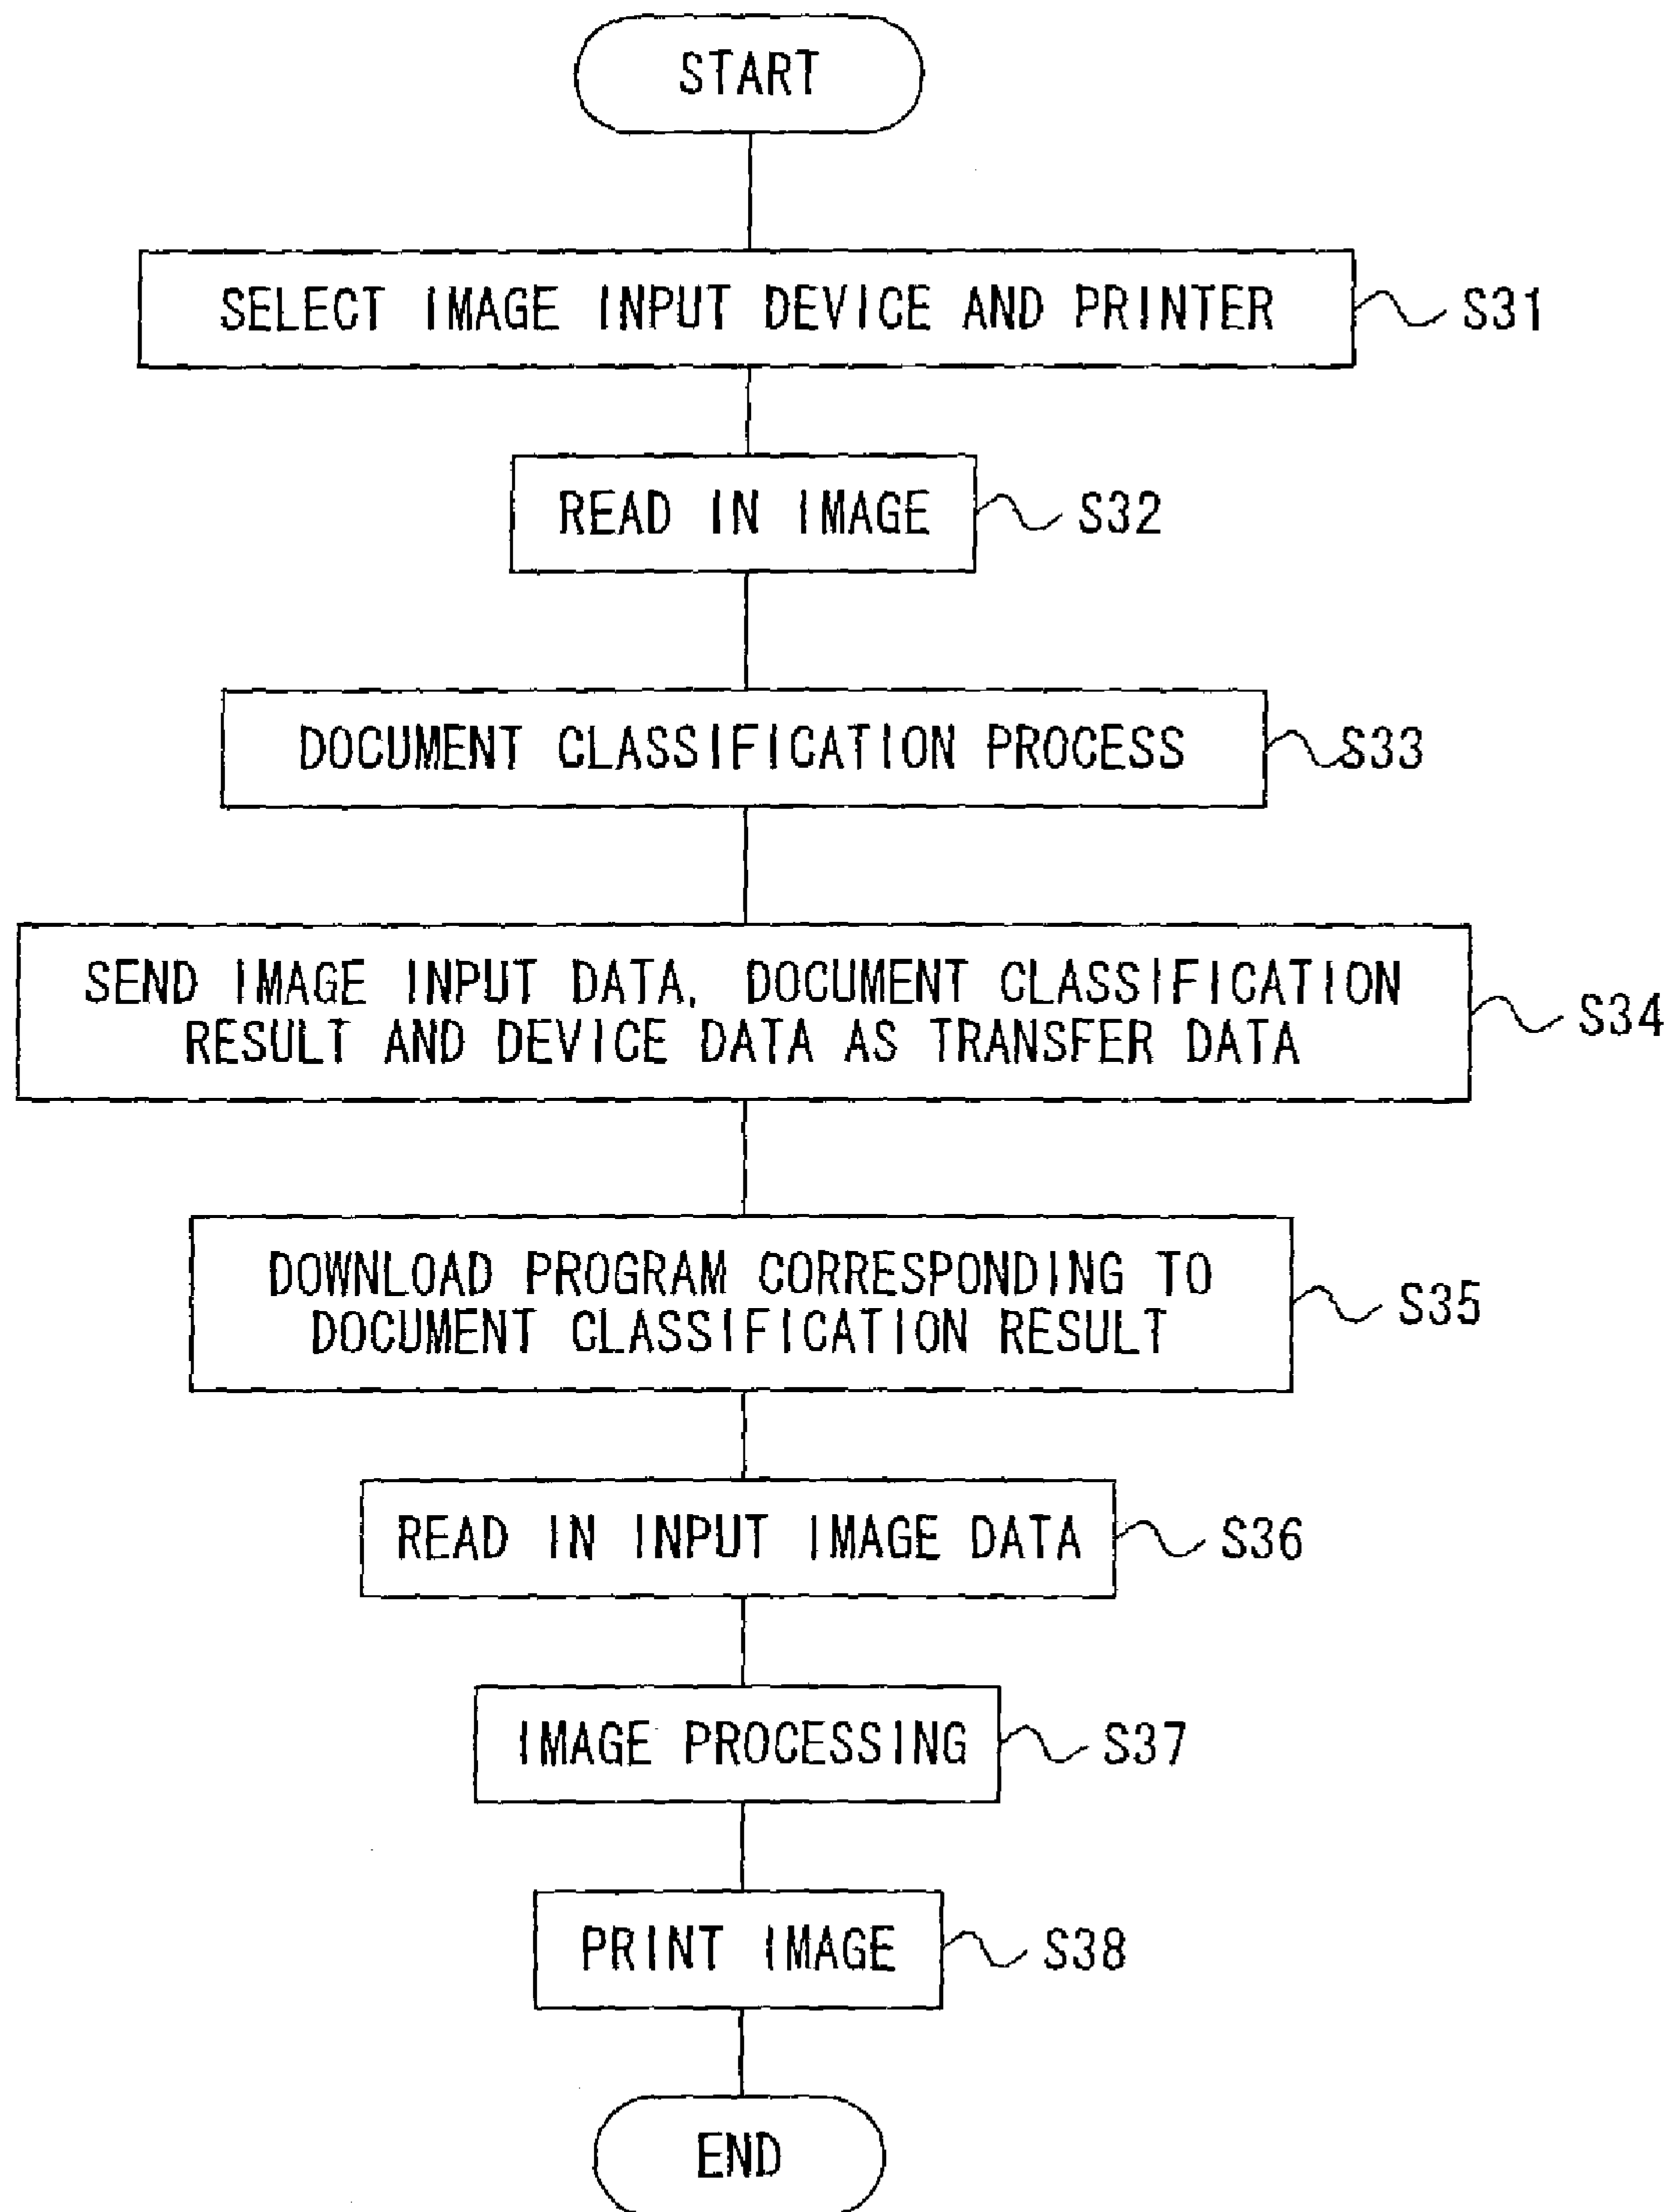 START
SELECT IMAGE INPUT DEVICE AND PRINTER
S31
READ IN IMAGE
S32
DOCUMENT CLASSIFICATION PROCESS
S33
SEND IMAGE INPUT DATA, DOCUMENT CLASSIFICATION
RESULT AND DEVICE DATA AS TRANSFER DATA
S34
DOWNLOAD PROGRAM CORRESPONDING TO
DOCUMENT CLASSIFICATION RESULT
S35
READ IN INPUT IMAGE DATA
S36
IMAGE PROCESSING
S37
PRINT IMAGE
S38
END